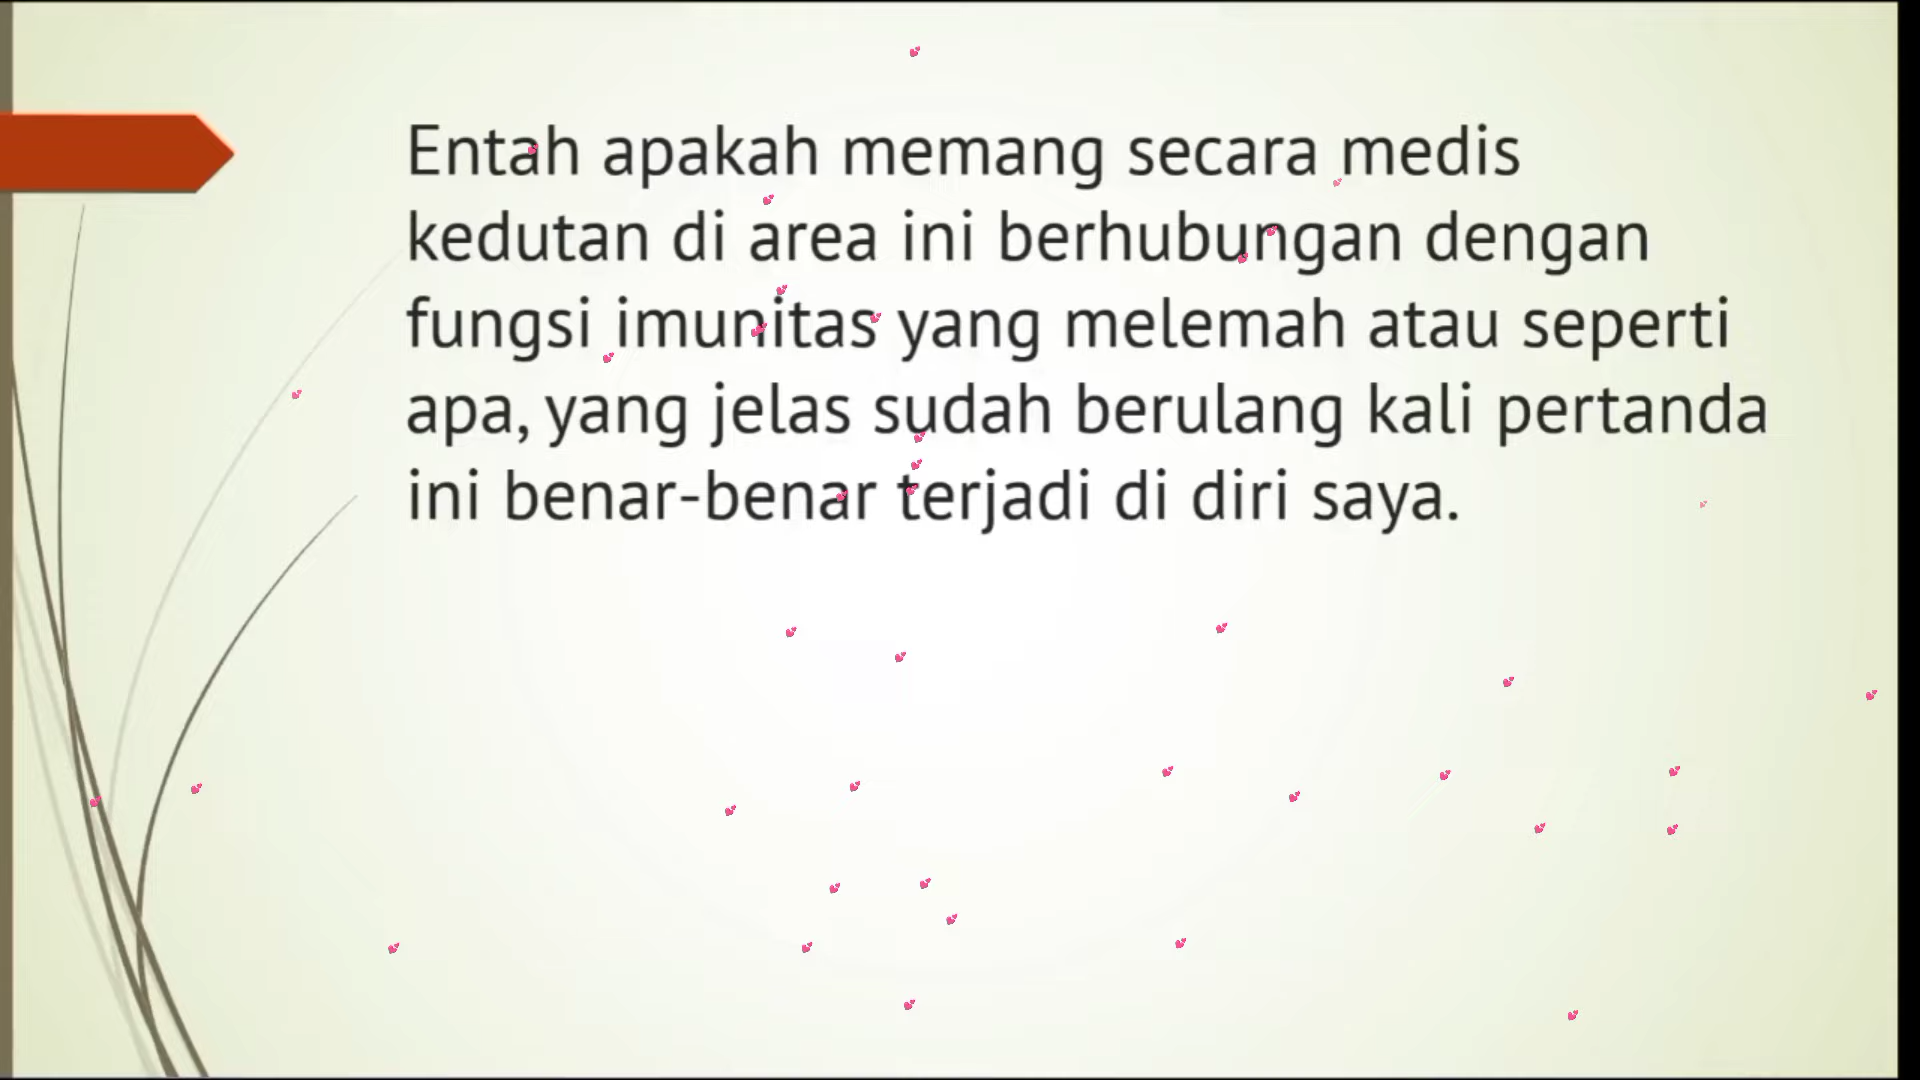 Entah apakah memang secara medis
kedutan di area ini berhubungan dengan
fungsi imunitas yang melemah atau seperti
apa, yang jelas sudah berulang kali pertanda
ini benar-benar terjadi di diri saya.